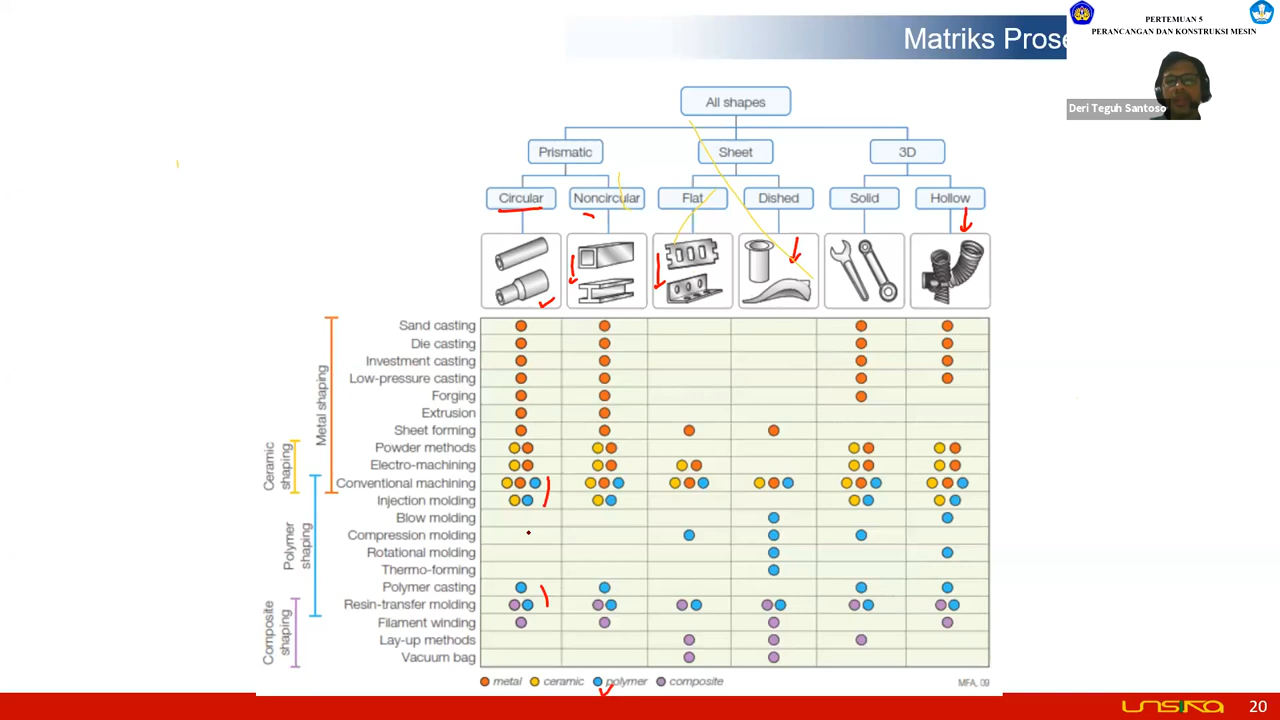 Matriks Prose
PERTEMUAN 5
PERANCANGAN DAN KONSTRUKSI MESIN
Deri Teguh Santoso
All shapes
Prismatic
Sheet
3D
Circular
Noncircular
Flat
Dished
Solid
Hollow
Metal shaping
Ceramic shaping
Polymer shaping
Composite shaping
Sand casting
Die casting
Investment casting
Low-pressure casting
Forging
Extrusion
Sheet forming
Powder methods
Electro-machining
Conventional machining
Injection molding
Blow molding
Compression molding
Rotational molding
Thermo-forming
Polymer casting
Resin-transfer molding
Filament winding
Lay-up methods
Vacuum bag
metal ceramic polymer composite
MFA, 09
unsika
20